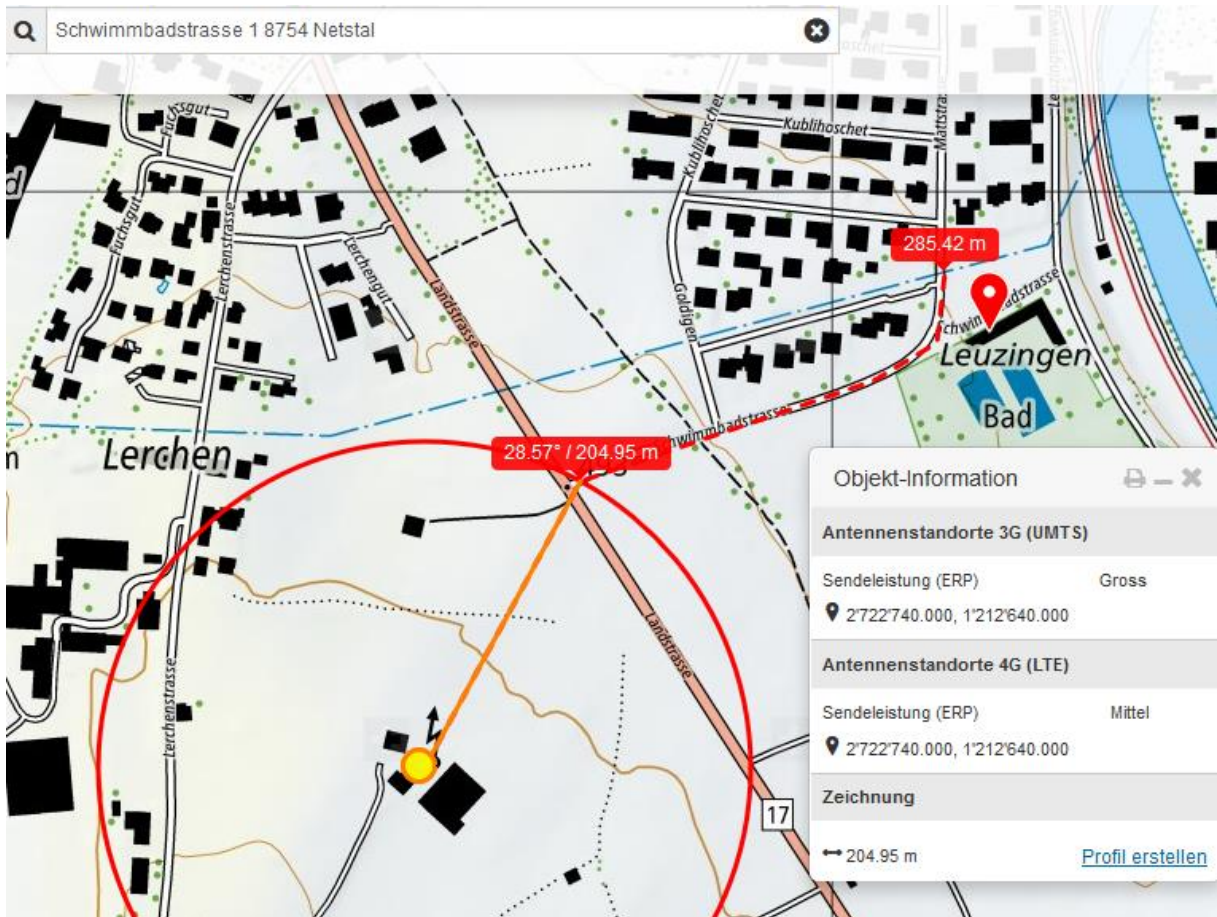 Schwimmbadstrasse 1 8754 Netstal
Fuchsgut
Kublihoschet
Mattstrasse
Kublihoschet
Fuchsgut
Lerchenstrasse
Lerchengut
285.42 m
Landstrasse
Goldigen
Leuzingen
Bad
Schwimmbadstrasse
Lerchen
28.57° / 204.95 m
Objekt-Information
Antennenstandorte 3G (UMTS)
Sendeleistung (ERP) Gross
2'722'740.000, 1'212'640.000
Landstrasse
Antennenstandorte 4G (LTE)
Lerchenstrasse
Sendeleistung (ERP) Mittel
2'722'740.000, 1'212'640.000
Zeichnung
17
204.95 m Profil erstellen